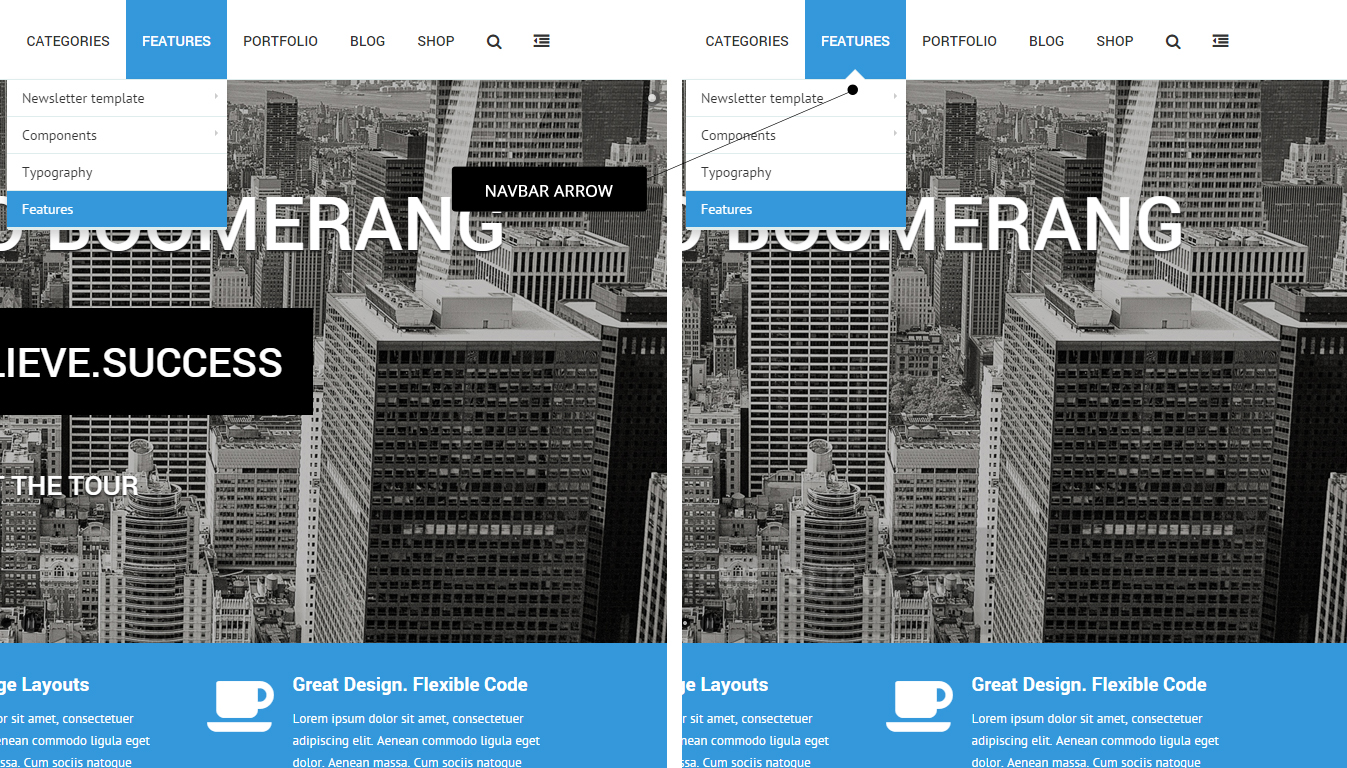 CATEGORIES FEATURES PORTFOLIO BLOG SHOP
Newsletter template
Components
Typography
Features
BOOMERANG
LIEVE.SUCCESS
THE TOUR
ge Layouts
or sit amet, consectetuer
enean commodo ligula eget
ssa. Cum sociis natoque
Great Design. Flexible Code
Lorem ipsum dolor sit amet, consectetuer
adipiscing elit. Aenean commodo ligula eget
dolor. Aenean massa. Cum sociis natoque
NAVBAR ARROW
CATEGORIES FEATURES PORTFOLIO BLOG SHOP
Newsletter template
Components
Typography
Features
BOOMERANG
ge Layouts
or sit amet, consectetuer
enean commodo ligula eget
ssa. Cum sociis natoque
Great Design. Flexible Code
Lorem ipsum dolor sit amet, consectetuer
adipiscing elit. Aenean commodo ligula eget
dolor. Aenean massa. Cum sociis natoque